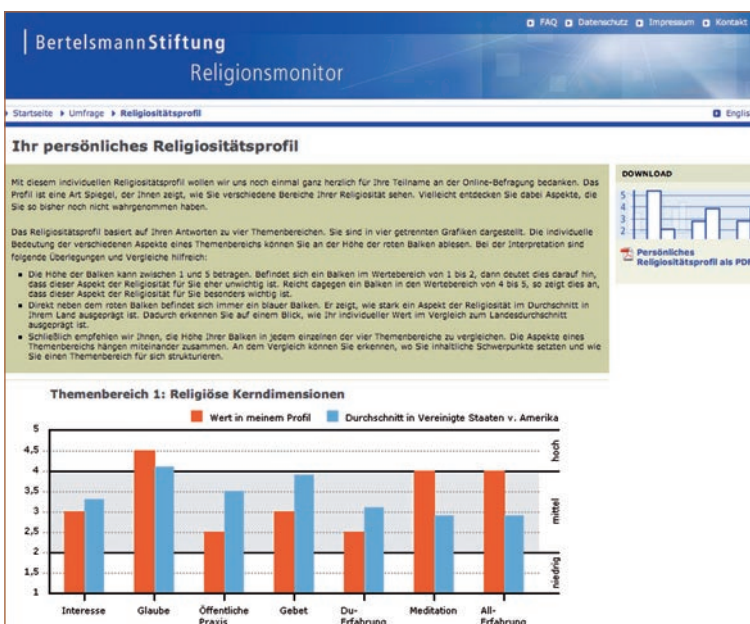 FAQ Datenschutz Impressum Kontakt
BertelsmannStiftung
Religionsmonitor
Startseite Umfrage Religiositätsprofil
Englis
Ihr persönliches Religiositätsprofil
Mit diesem individuellen Religiositätsprofil wollen wir uns noch einmal ganz herzlich für Ihre Teilname an der Online-Befragung bedanken. Das
Profil ist eine Art Spiegel, der Ihnen zeigt, wie Sie verschiedene Bereiche Ihrer Religiosität sehen. Vielleicht entdecken Sie dabei Aspekte, die
Sie so bisher noch nicht wahrgenommen haben.
Das Religiositätsprofil basiert auf Ihren Antworten zu vier Themenbereichen. Sie sind in vier getrennten Grafiken dargestellt. Die individuelle
Bedeutung der verschiedenen Aspekte eines Themenbereichs können Sie an der Höhe der roten Balken ablesen. Bei der Interpretation sind
folgende Überlegungen und Vergleiche hilfreich:
Die Höhe der Balken kann zwischen 1 und 5 betragen. Befindet sich ein Balken im Wertebereich von 1 bis 2, dann deutet dies darauf hin,
dass dieser Aspekt der Religiosität für Sie eher unwichtig ist. Reicht dagegen ein Balken in den Wertebereich von 4 bis 5, so zeigt dies an,
dass dieser Aspekt der Religiosität für Sie besonders wichtig ist.
Direkt neben dem roten Balken befindet sich immer ein blauer Balken. Er zeigt, wie stark ein Aspekt der Religiosität im Durchschnitt in
Ihrem Land ausgeprägt ist. Dadurch erkennen Sie auf einem Blick, wie Ihr individueller Wert im Vergleich zum Landesdurchschnitt
ausgeprägt ist.
Schließlich empfehlen wir Ihnen, die Höhe Ihrer Balken in jedem einzelnen der vier Themenbereiche zu vergleichen. Die Aspekte eines
Themenbereichs hängen miteinander zusammen. An dem Vergleich können Sie erkennen, wo Sie inhaltliche Schwerpunkte setzten und wie
Sie einen Themenbereich für sich strukturieren.
DOWNLOAD
5
4
3
2
Persönliches
Religiositätsprofil als PDF
Themenbereich 1: Religiöse Kerndimensionen
Wert in meinem Profil Durchschnitt in Vereinigte Staaten v. Amerika
5
4,5
4
3,5
3
2,5
2
1,5
1
hoch
mittel
niedrig
Interesse Glaube Öffentliche Gebet Du- Meditation All-
Praxis Erfahrung Erfahrung